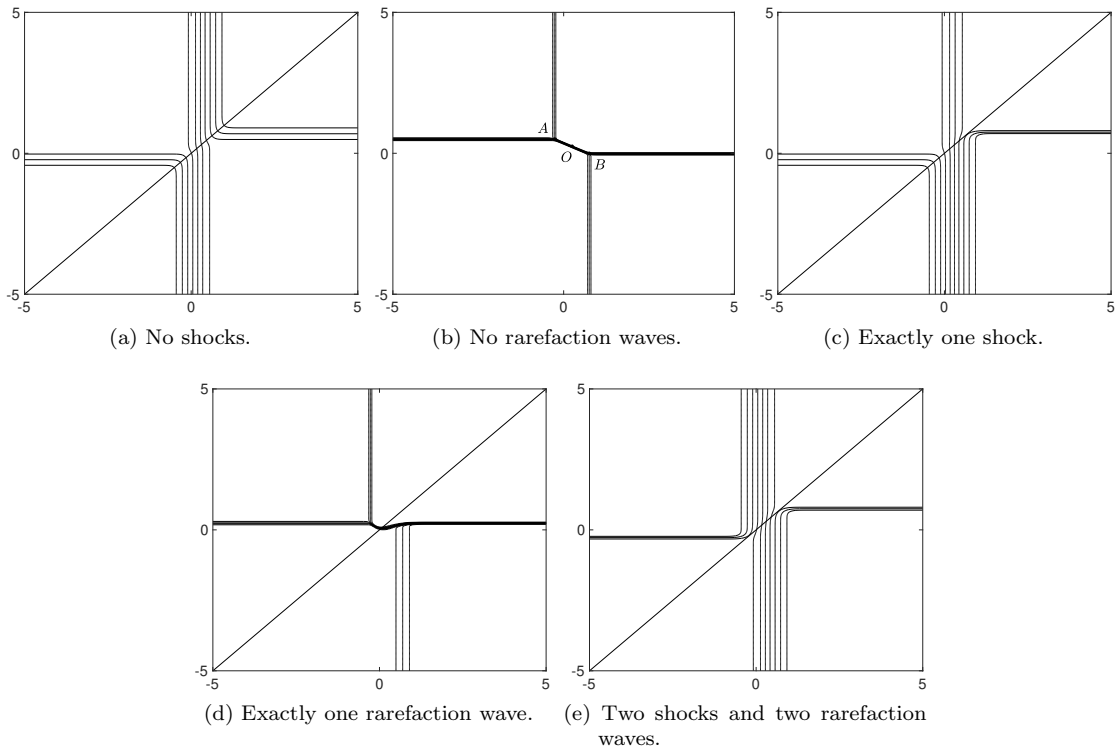 5
0
-5
-5 0 5
(a) No shocks.
5
0
-5
-5 0 5
A
O
B
(b) No rarefaction waves.
5
0
-5
-5 0 5
(c) Exactly one shock.
5
0
-5
-5 0 5
(d) Exactly one rarefaction wave.
5
0
-5
-5 0 5
(e) Two shocks and two rarefaction
waves.